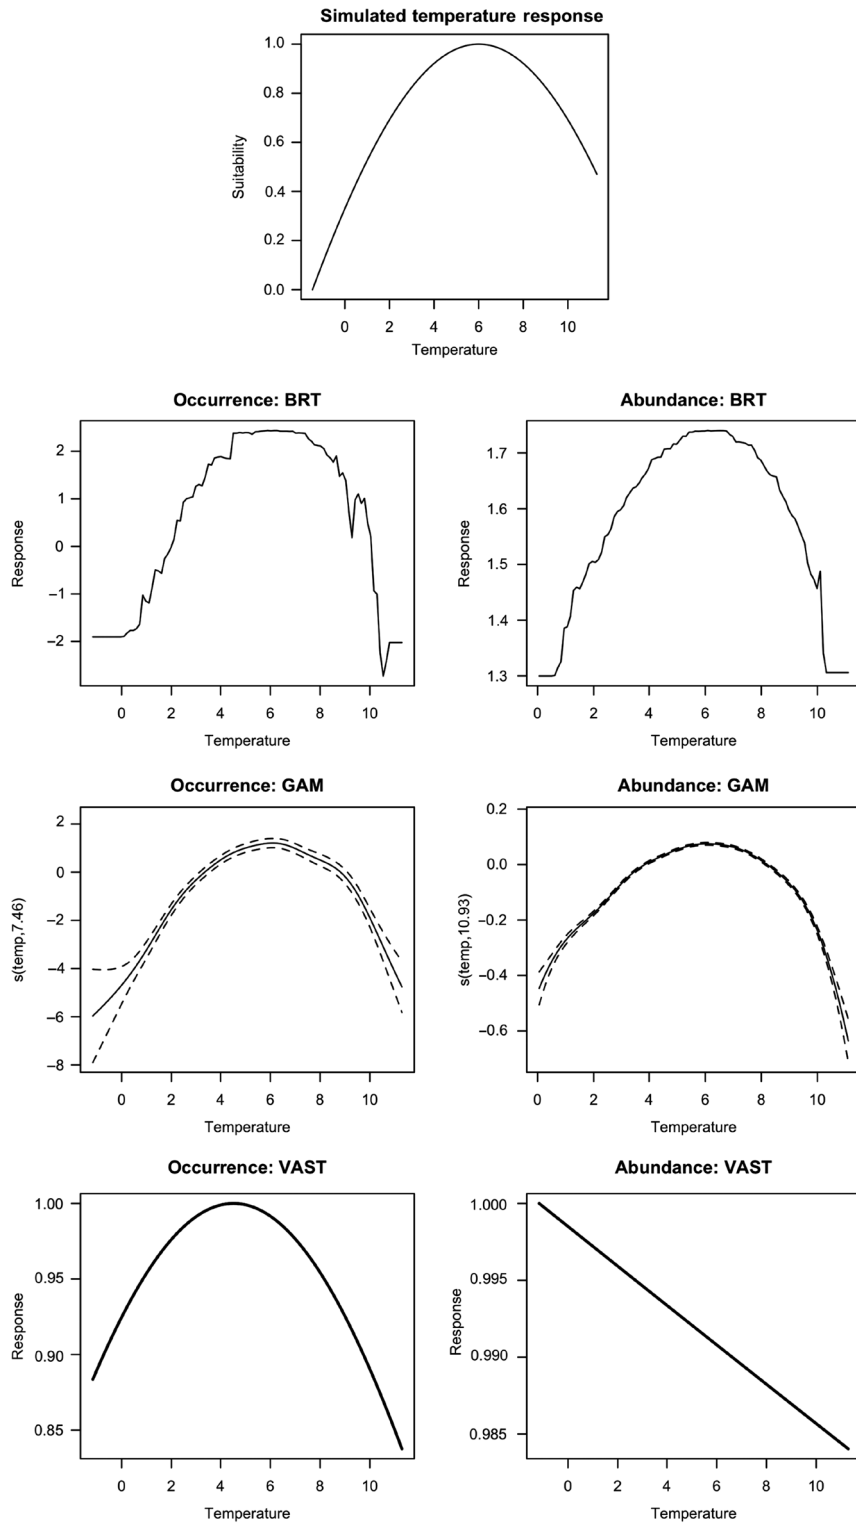 Simulated temperature response
1.0
0.8
0.6
0.4
0.2
0.0
Suitability
0 2 4 6 8 10
Temperature
Occurrence: BRT
2
1
0
−1
−2
Response
0 2 4 6 8 10
Temperature
Abundance: BRT
1.7
1.6
1.5
1.4
1.3
Response
0 2 4 6 8 10
Temperature
Occurrence: GAM
2
0
−2
−4
−6
−8
s(temp,7.46)
0 2 4 6 8 10
Temperature
Abundance: GAM
0.2
0.0
−0.2
−0.4
−0.6
s(temp,10.93)
0 2 4 6 8 10
Temperature
Occurrence: VAST
1.00
0.95
0.90
0.85
Response
0 2 4 6 8 10
Temperature
Abundance: VAST
1.000
0.995
0.990
0.985
Response
0 2 4 6 8 10
Temperature